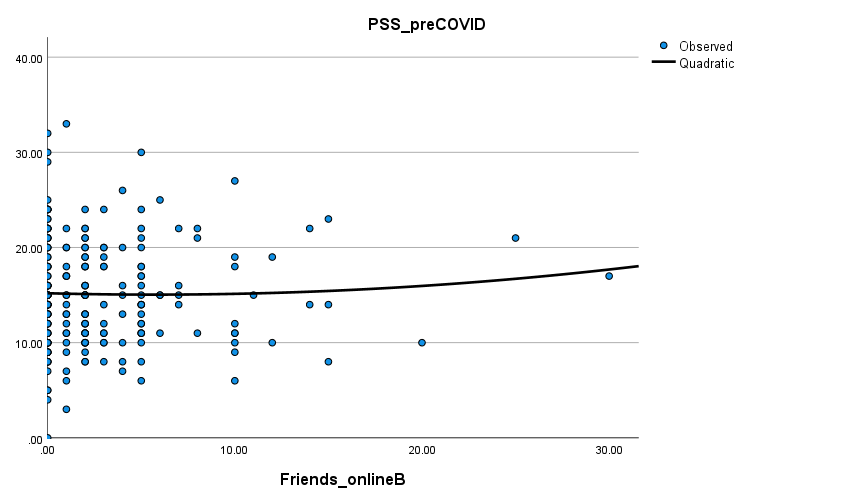 PSS_preCOVID
Observed
Quadratic
40.00
30.00
20.00
10.00
.00
.00
10.00
20.00
30.00
Friends_onlineB